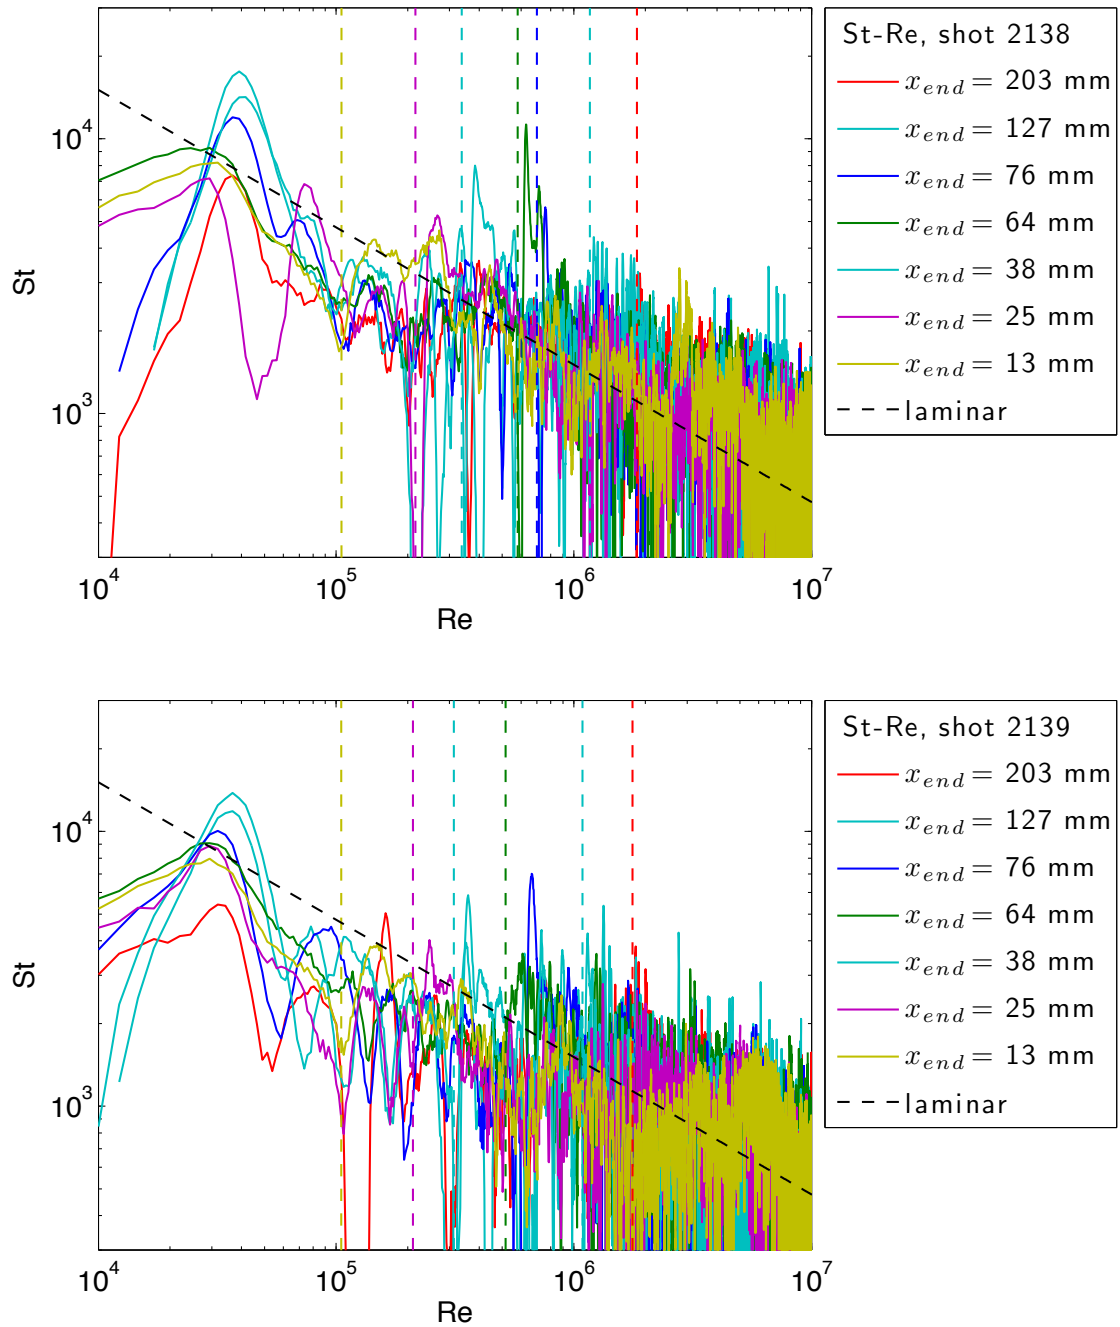 St-Re, shot 2138
x_end = 203 mm
x_end = 127 mm
x_end = 76 mm
x_end = 64 mm
x_end = 38 mm
x_end = 25 mm
x_end = 13 mm
laminar
10^4
10^3
St
10^4
10^5
10^6
10^7
Re
St-Re, shot 2139
x_end = 203 mm
x_end = 127 mm
x_end = 76 mm
x_end = 64 mm
x_end = 38 mm
x_end = 25 mm
x_end = 13 mm
laminar
10^4
10^3
St
10^4
10^5
10^6
10^7
Re